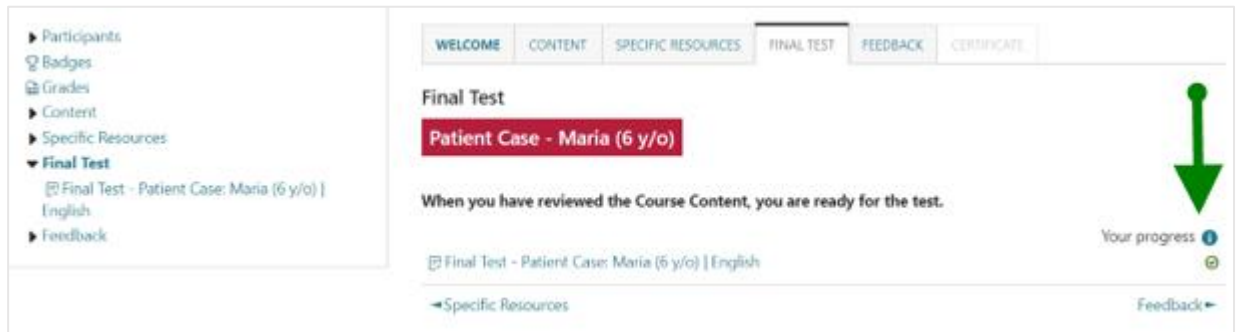 Participants
Badges
Grades
Content
Specific Resources
Final Test
Final Test - Patient Case: Maria (6 y/o) |
English
Feedback
WELCOME CONTENT SPECIFIC RESOURCES FINAL TEST FEEDBACK CERTIFICATE
Final Test
Patient Case - Maria (6 y/o)
When you have reviewed the Course Content, you are ready for the test.
Your progress
Final Test - Patient Case: Maria (6 y/o) | English
◄Specific Resources
Feedback►